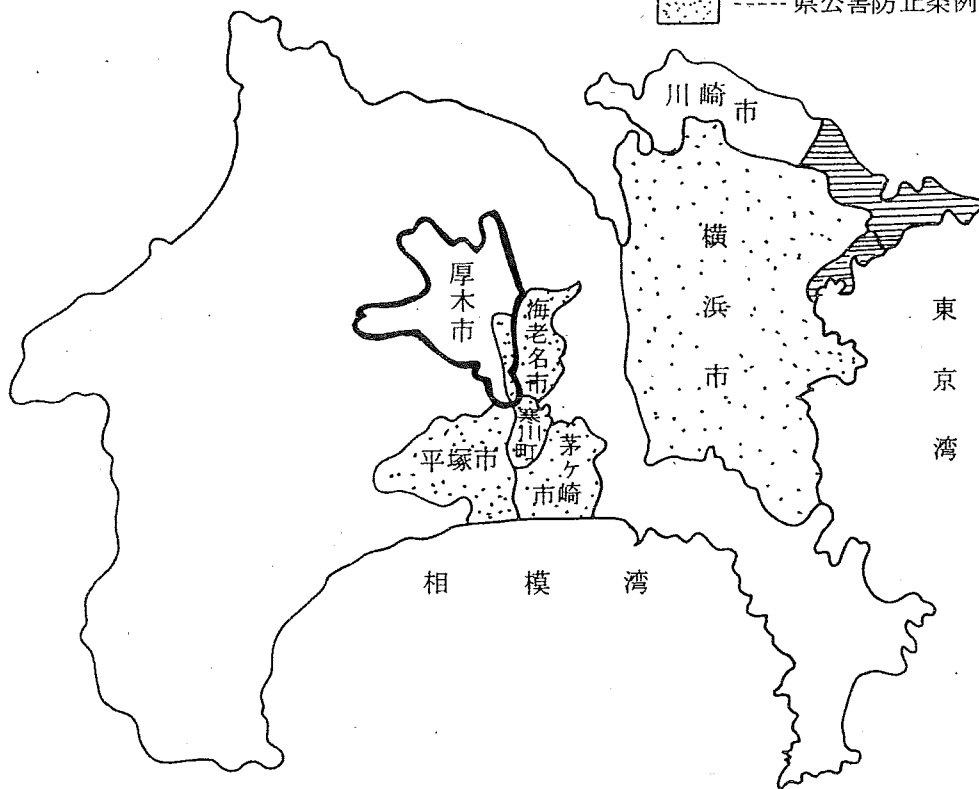 県公害防止条例
川崎市
横浜市
厚木市
海老名市
寒川町
平塚市
茅ヶ崎市
東京湾
相模湾